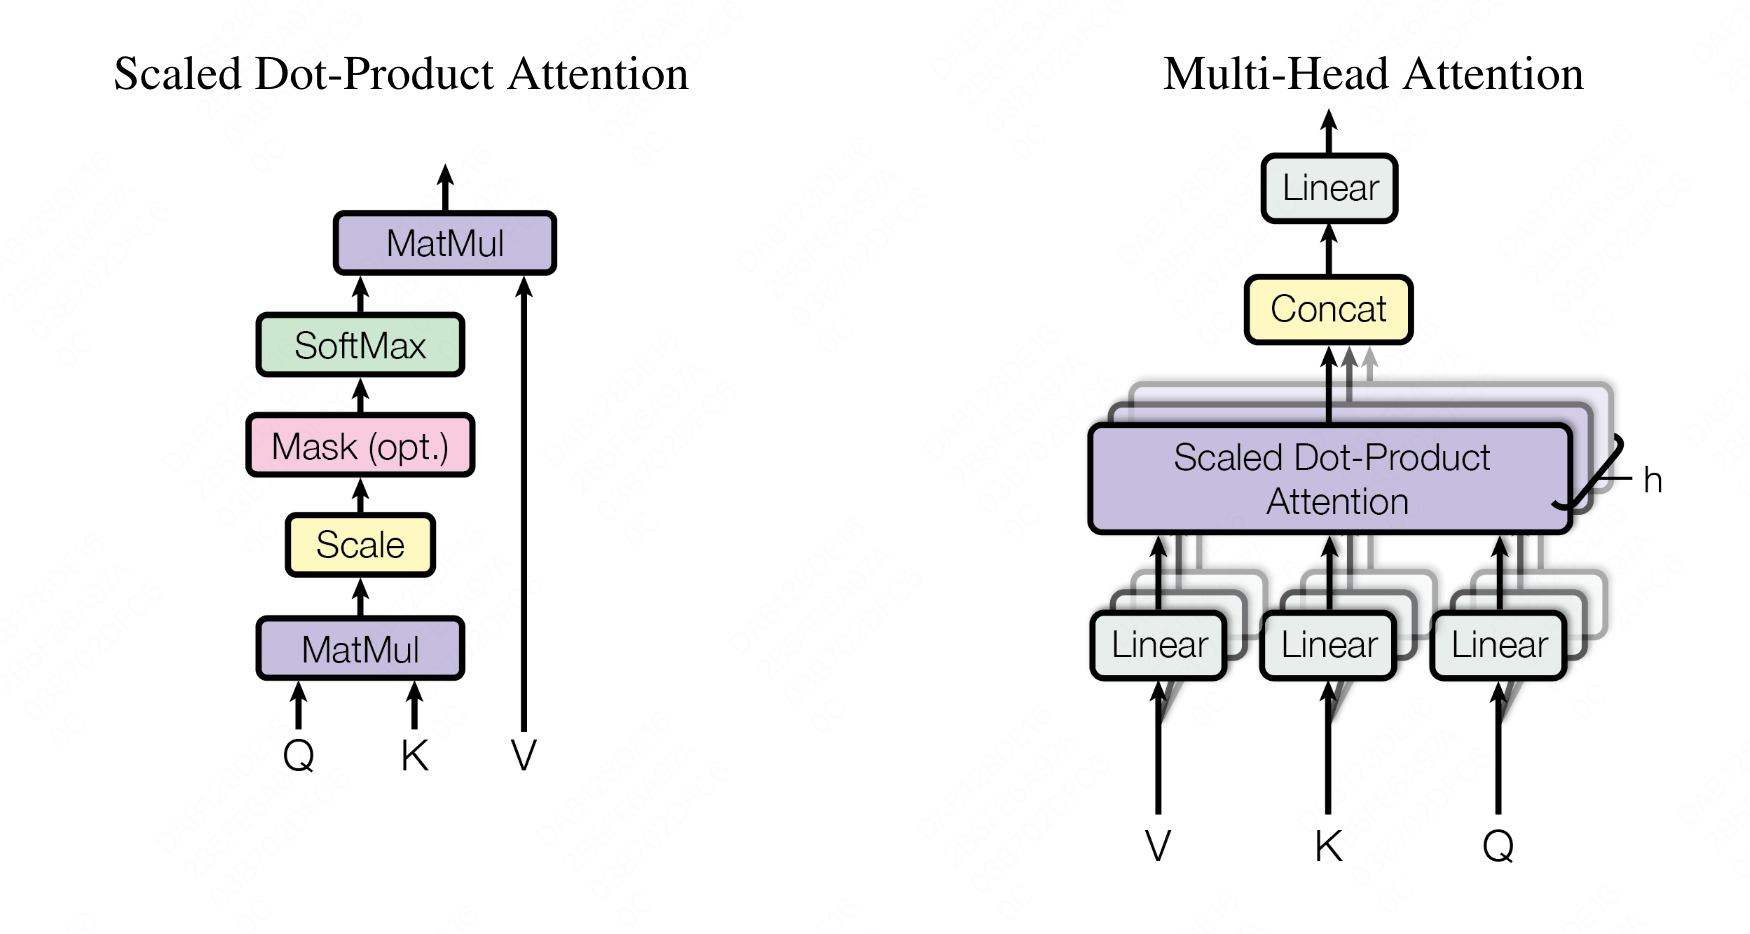 Scaled Dot-Product Attention
MatMul
SoftMax
Mask (opt.)
Scale
MatMul
Q K V
Multi-Head Attention
Linear
Concat
Scaled Dot-Product
Attention
h
Linear Linear Linear
V K Q